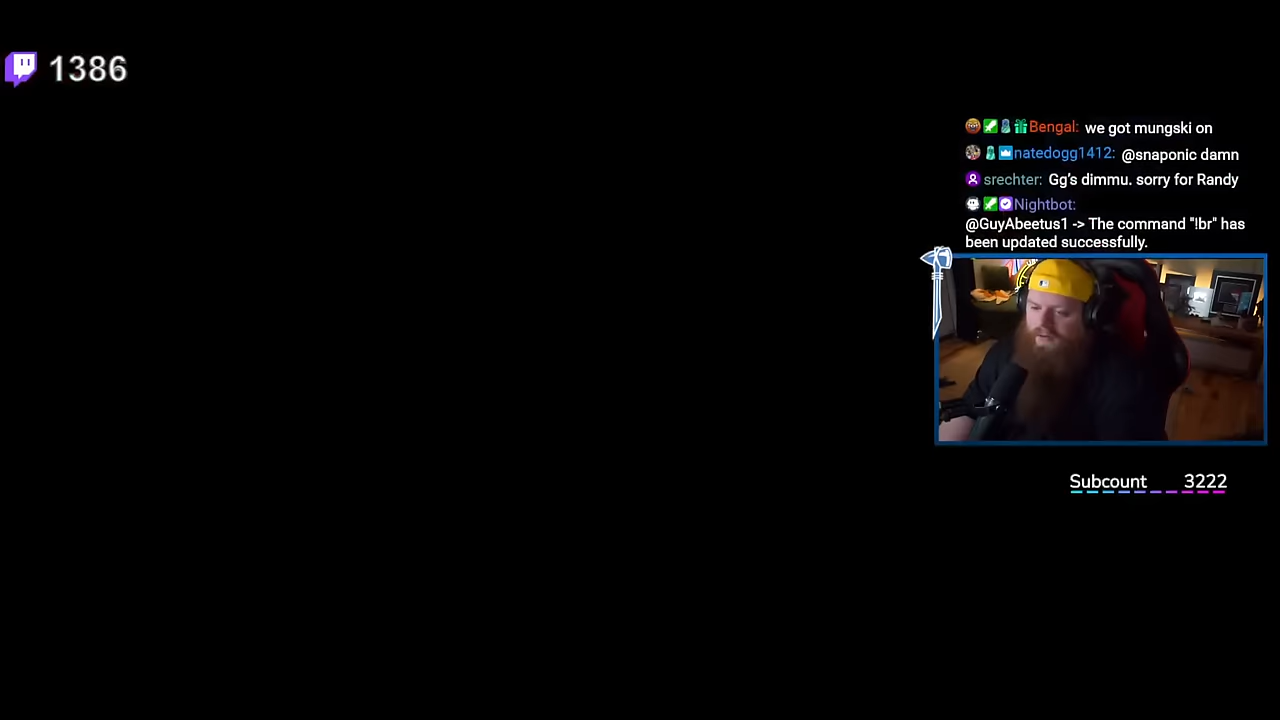 1386
Bengal: we got mungski on
natedogg1412: @snaponic damn
srechter: Gg's dimmu. sorry for Randy
Nightbot:
@GuyAbeetus1 -> The command "!br" has
been updated successfully.
Subcount 3222